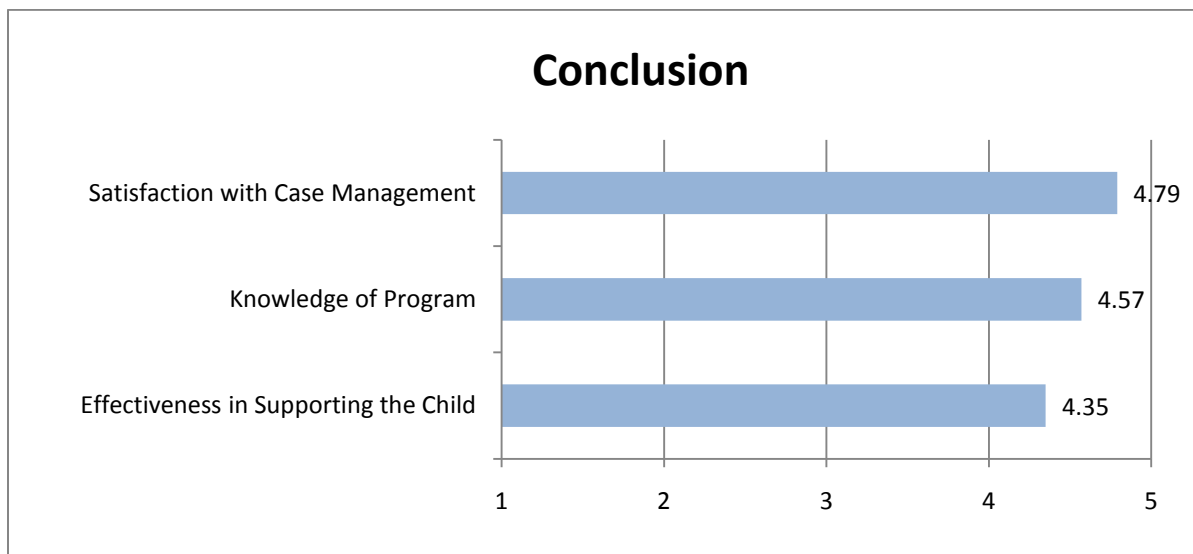 Conclusion
Satisfaction with Case Management
4.79
Knowledge of Program
4.57
Effectiveness in Supporting the Child
4.35
1 2 3 4 5